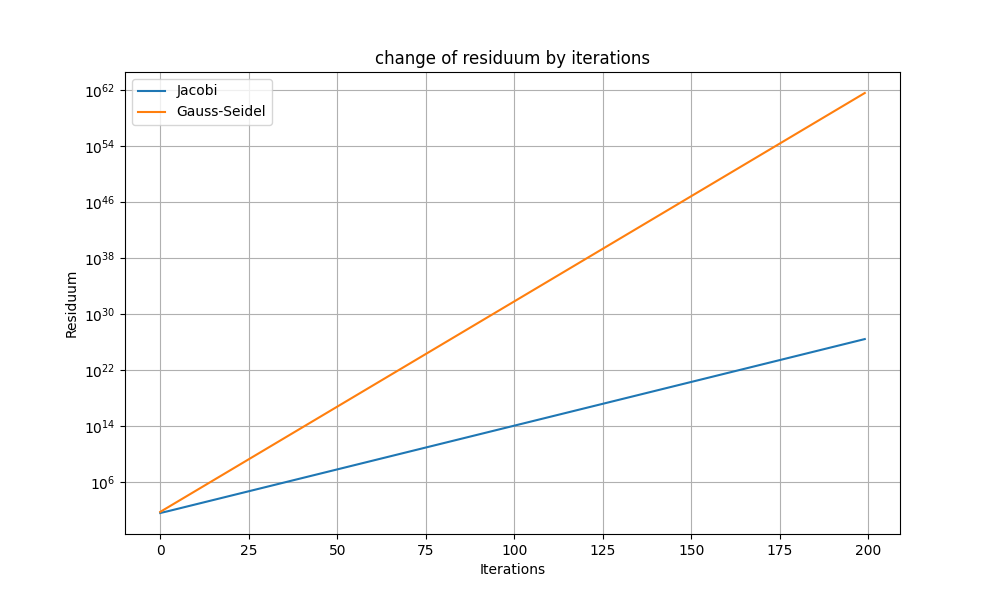 change of residuum by iterations
Jacobi
Gauss-Seidel
Residuum
10^62
10^54
10^46
10^38
10^30
10^22
10^14
10^6
0 25 50 75 100 125 150 175 200
Iterations